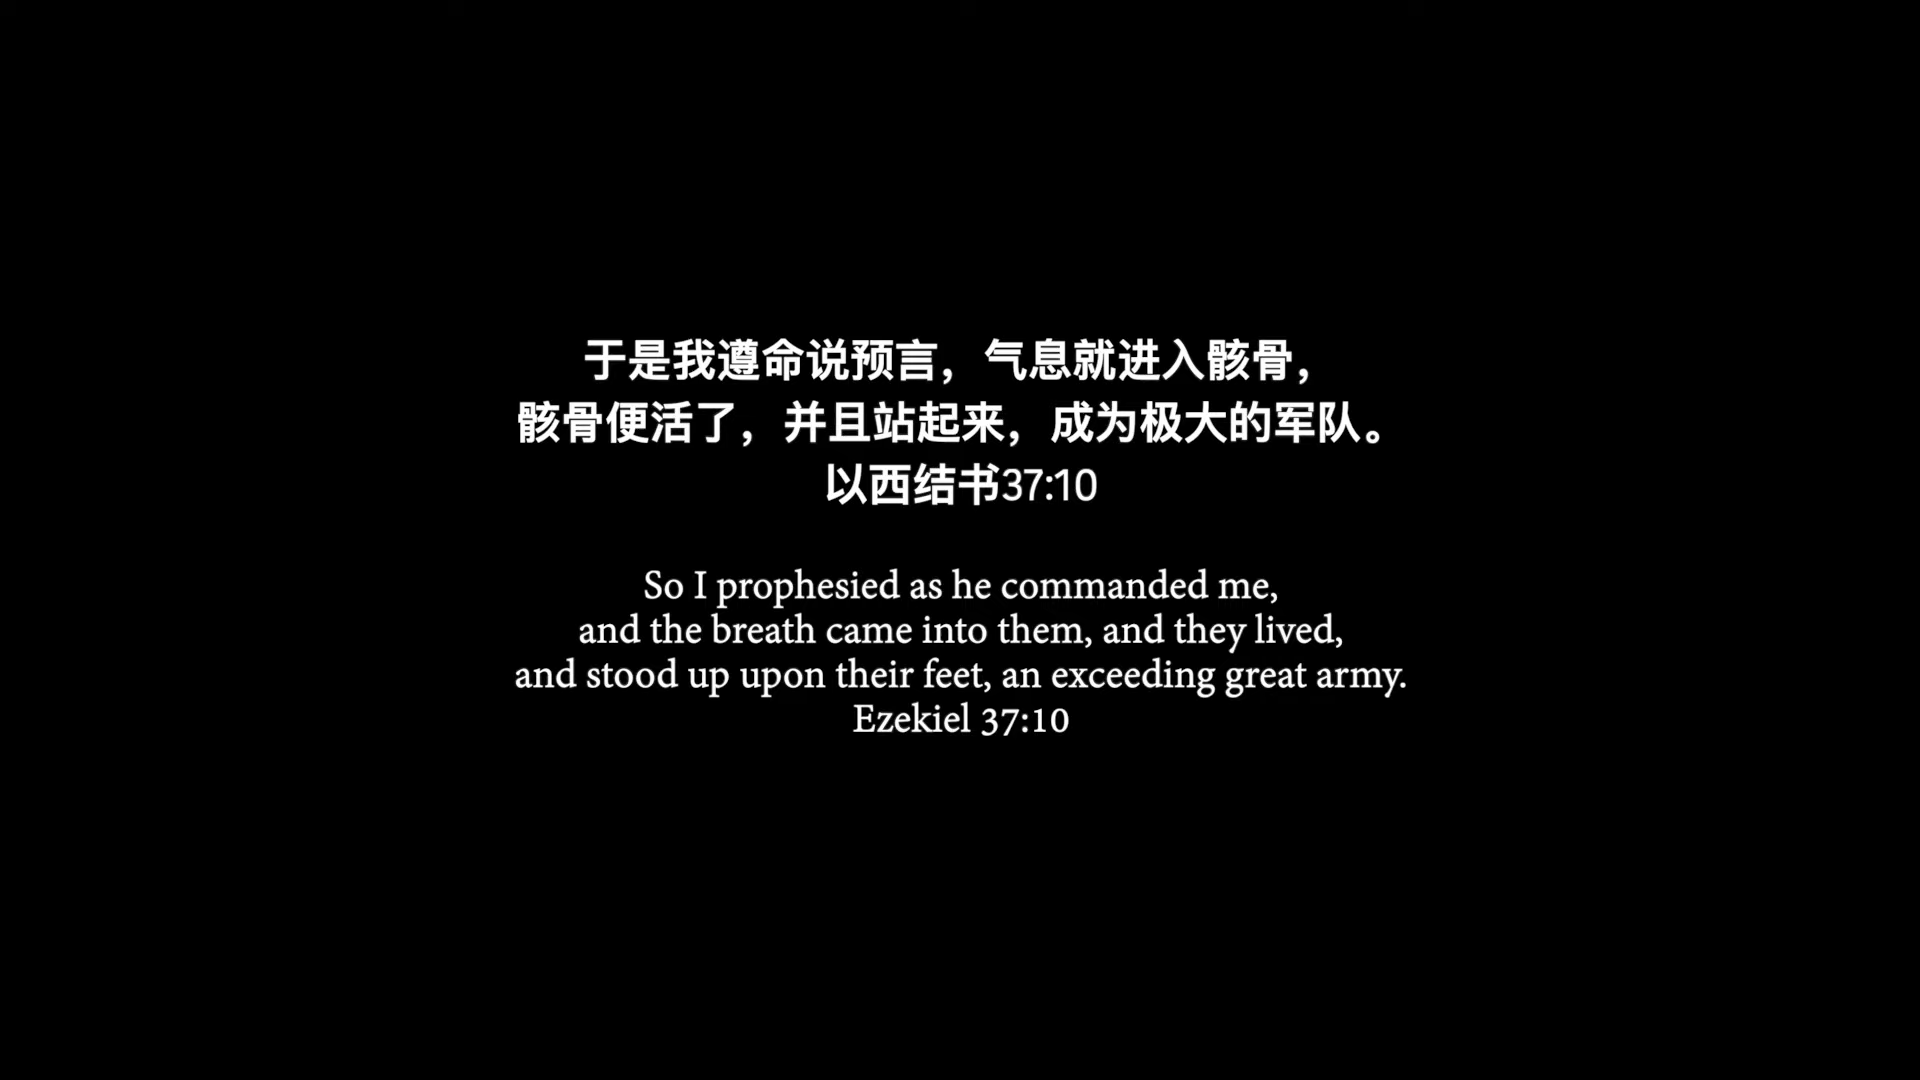 于是我遵命说预言，气息就进入骸骨，
骸骨便活了，并且站起来，成为极大的军队。
以西结书37:10
So I prophesied as he commanded me,
and the breath came into them, and they lived,
and stood up upon their feet, an exceeding great army.
Ezekiel 37:10